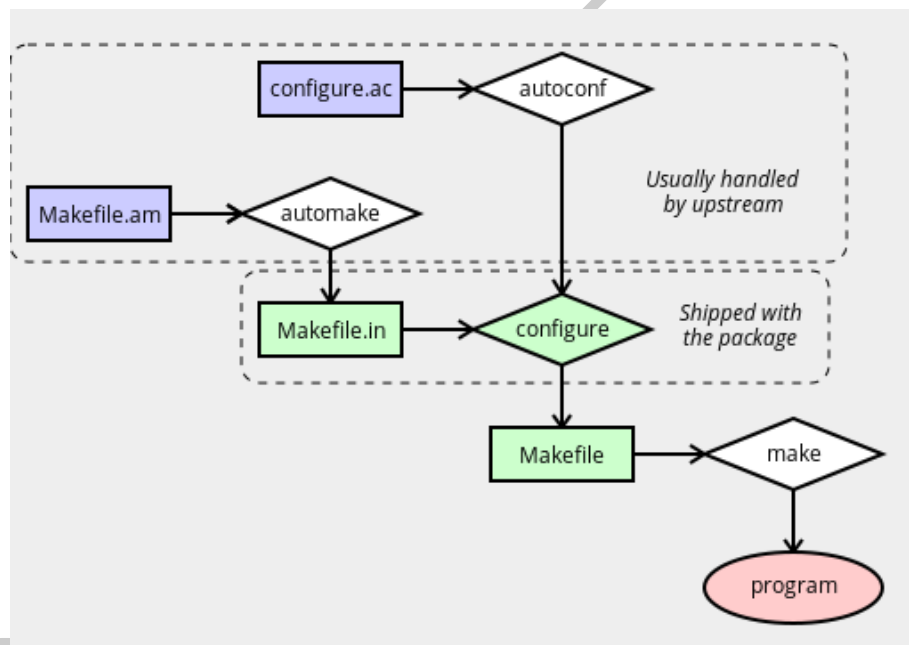 configure.ac
autoconf
Usually handled
by upstream
Makefile.am
automake
Makefile.in
configure
Shipped with
the package
Makefile
make
program